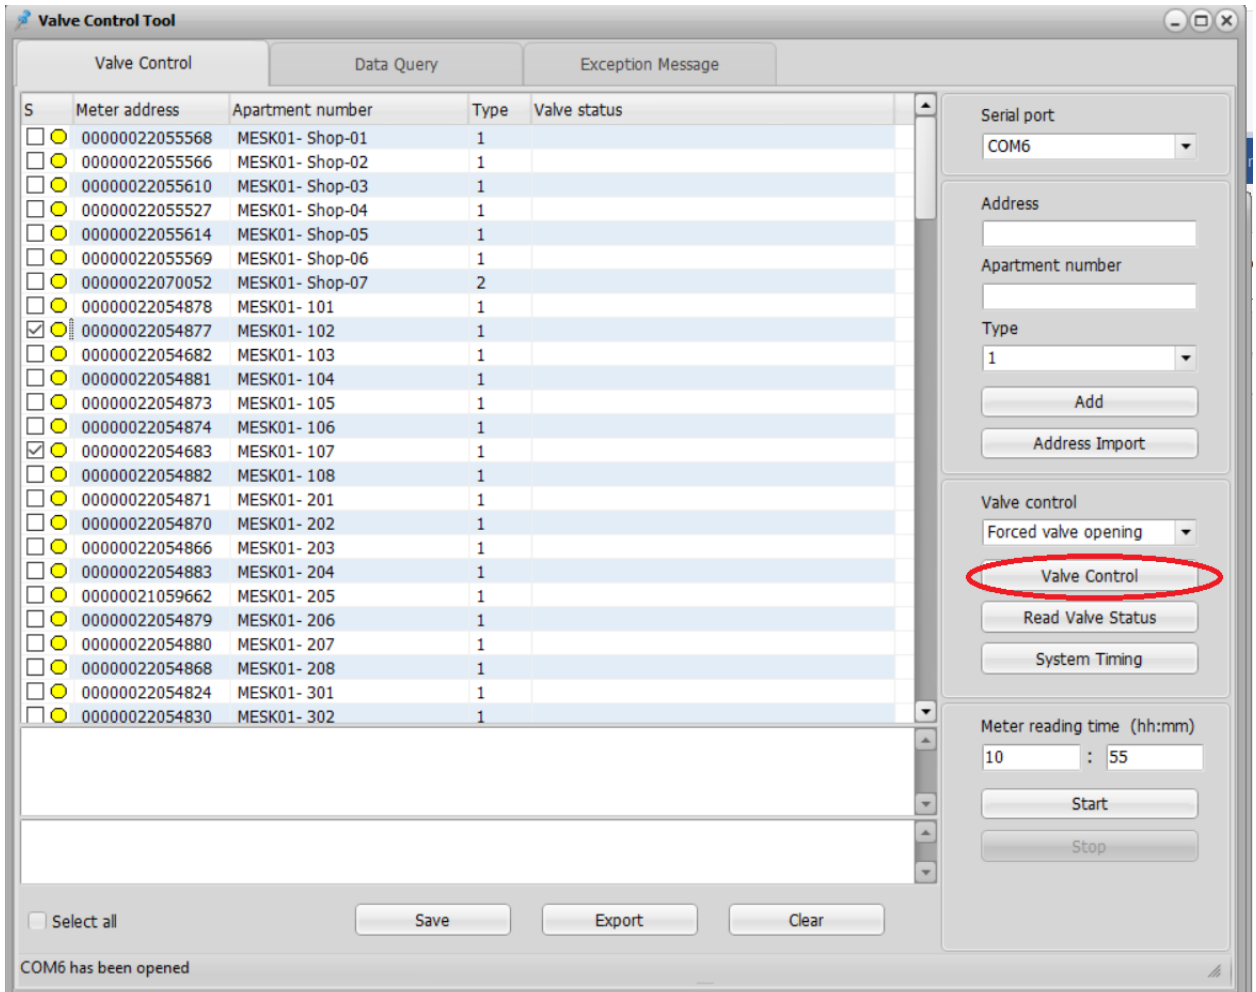 Valve Control Tool
Valve Control Data Query Exception Message
S Meter address Apartment number Type Valve status
00000022055568 MESK01- Shop-01 1
00000022055566 MESK01- Shop-02 1
00000022055610 MESK01- Shop-03 1
00000022055527 MESK01- Shop-04 1
00000022055614 MESK01- Shop-05 1
00000022055569 MESK01- Shop-06 1
00000022070052 MESK01- Shop-07 2
00000022054878 MESK01- 101 1
00000022054877 MESK01- 102 1
00000022054682 MESK01- 103 1
00000022054881 MESK01- 104 1
00000022054873 MESK01- 105 1
00000022054874 MESK01- 106 1
00000022054683 MESK01- 107 1
00000022054882 MESK01- 108 1
00000022054871 MESK01- 201 1
00000022054870 MESK01- 202 1
00000022054866 MESK01- 203 1
00000022054883 MESK01- 204 1
00000021059662 MESK01- 205 1
00000022054879 MESK01- 206 1
00000022054880 MESK01- 207 1
00000022054868 MESK01- 208 1
00000022054824 MESK01- 301 1
00000022054830 MESK01- 302 1
Select all Save Export Clear
COM6 has been opened
Serial port
COM6
Address
Apartment number
Type
1
Add
Address Import
Valve control
Forced valve opening
Valve Control
Read Valve Status
System Timing
Meter reading time (hh:mm)
10 : 55
Start
Stop